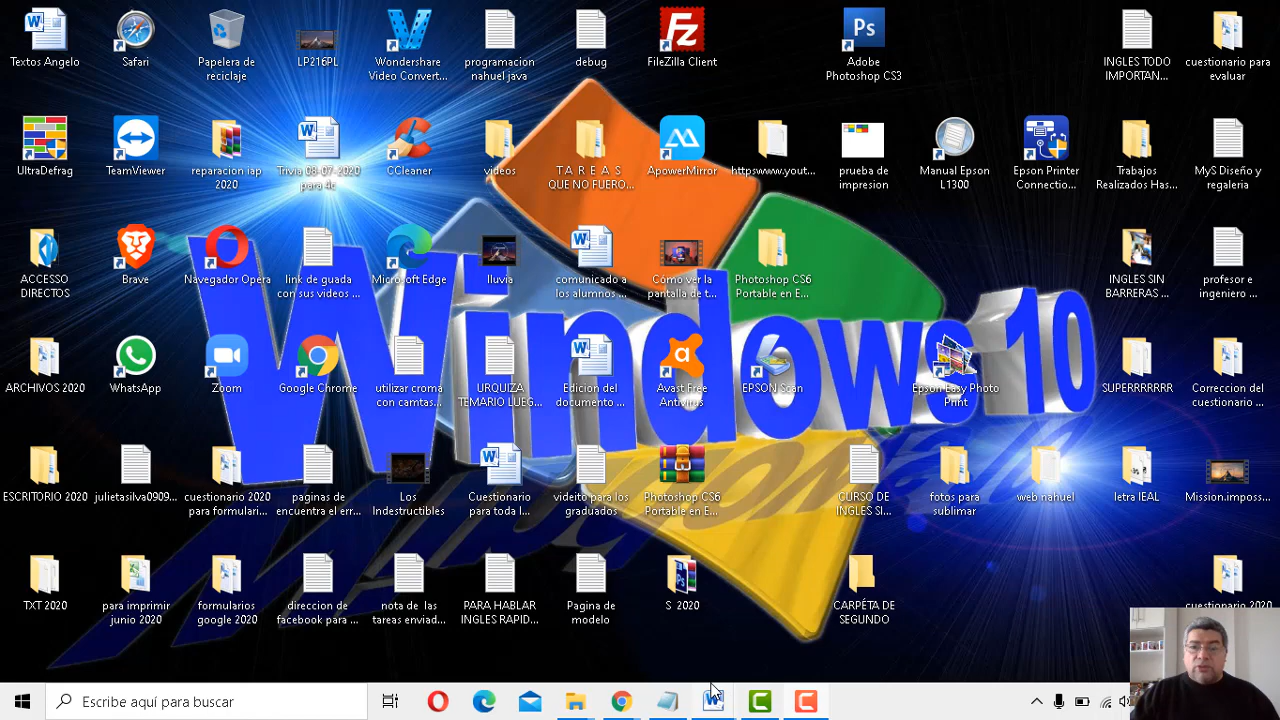 Textos Angelo
Safari
Papelera de
reciclaje
LP216PL
Wondershare
Video Convert...
programacion
nahuel java
debug
FileZilla Client
Adobe
Photoshop CS3
INGLES TODO
IMPORTAN...
cuestionario para
evaluar
UltraDefrag
TeamViewer
reparacion iap
2020
Trivia 08-07-2020
para 4c
CCleaner
videos
T A R E A S
QUE NO FUERO...
ApowerMirror
httpswww.yout...
prueba de
impresion
Manual Epson
L1300
Epson Printer
Connectio...
Trabajos
Realizados Has...
MyS Diseño y
regaleria
ACCESSO
DIRECTOS
Brave
Navegador Opera
link de guada
con sus videos ...
Microsoft Edge
lluvia
comunicado a
los alumnos ...
Cómo ver la
pantalla de t...
Photoshop CS6
Portable en E...
INGLES SIN
BARRERAS ...
profesor e
ingeniero ...
Windows 10
ARCHIVOS 2020
WhatsApp
Zoom
Google Chrome
utilizar croma
con camtas...
URQUIZA
TEMARIO LUEG...
Edicion del
documento ...
Avast Free
Antivirus
EPSON Scan
Epson Easy Photo
Print
SUPERRRRRRR
Correccion del
cuestionario ...
ESCRITORIO 2020
julietasilva0909...
cuestionario 2020
para formulari...
paginas de
encuentra el err...
Los
Indestructibles
Cuestionario
para toda l...
videito para los
graduados
Photoshop CS6
Portable en E...
CURSO DE
INGLES SI...
fotos para
sublimar
web nahuel
letra IEAL
Mission.imposs...
TXT 2020
para imprimir
junio 2020
formularios
google 2020
direccion de
facebook para ...
nota de las
tareas enviad...
PARA HABLAR
INGLES RAPID...
Pagina de
modelo
S 2020
CARPÉTA DE
SEGUNDO
cuestionario 2020
Escribe aquí para buscar